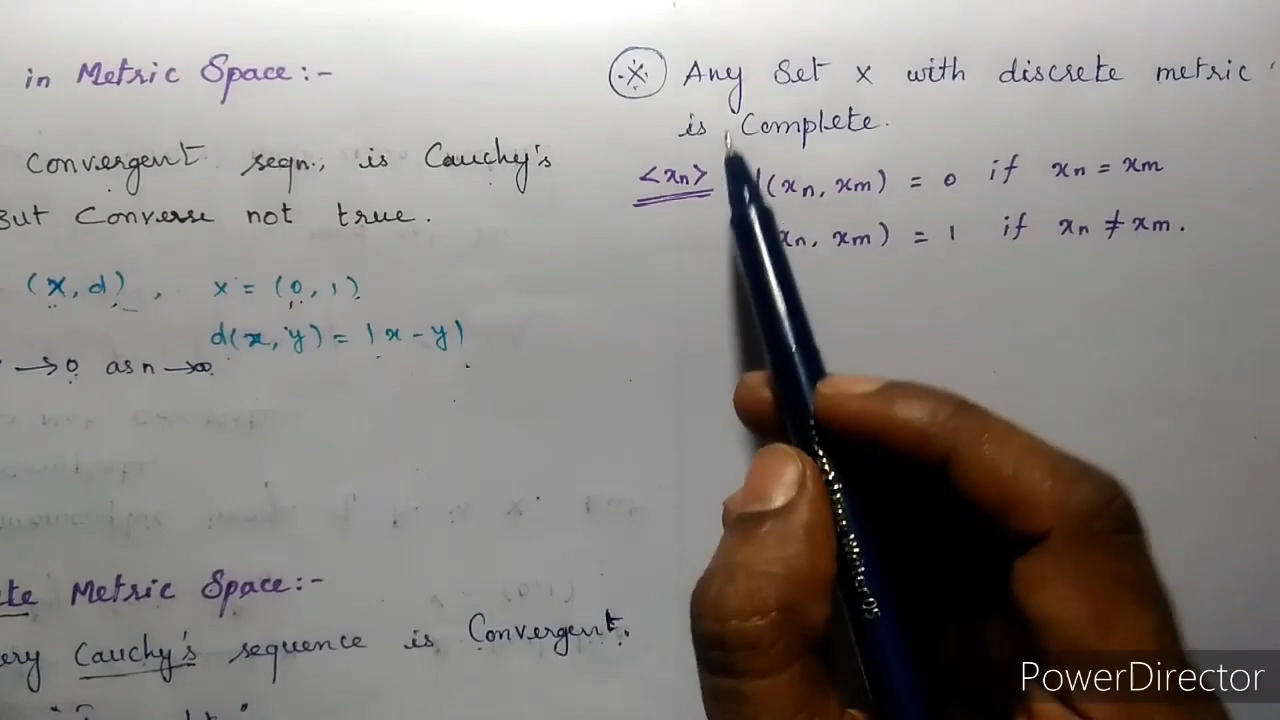 in Metric Space:-
Convergent seqn., is Cauchy's
But Converse not true.
(X, d), x = (0, 1)
d(x, y) = |x - y|
→ 0 as n → ∞
Metric Space:-
Cauchy's sequence is Convergent.
Any Set X with discrete metric
is Complete.
<xn> d(xn, xm) = 0 if xn = xm
xn, xm) = 1 if xn ≠ xm.
PowerDirector